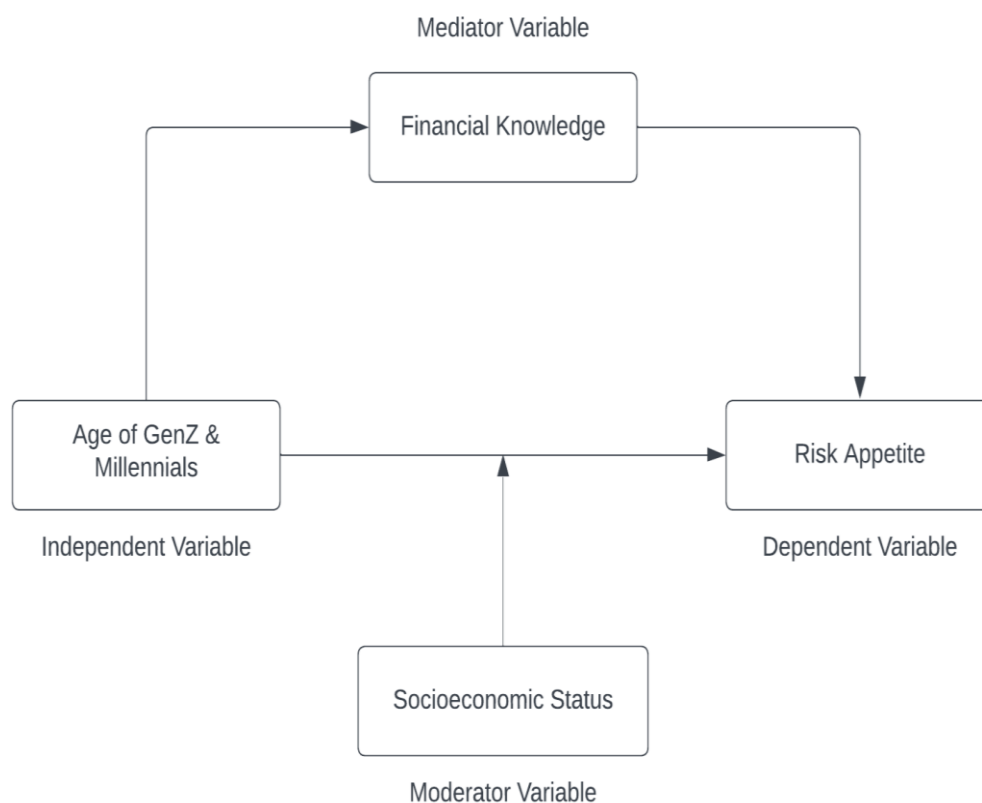 Mediator Variable
Financial Knowledge
Age of GenZ &
Millennials
Risk Appetite
Independent Variable
Dependent Variable
Socioeconomic Status
Moderator Variable